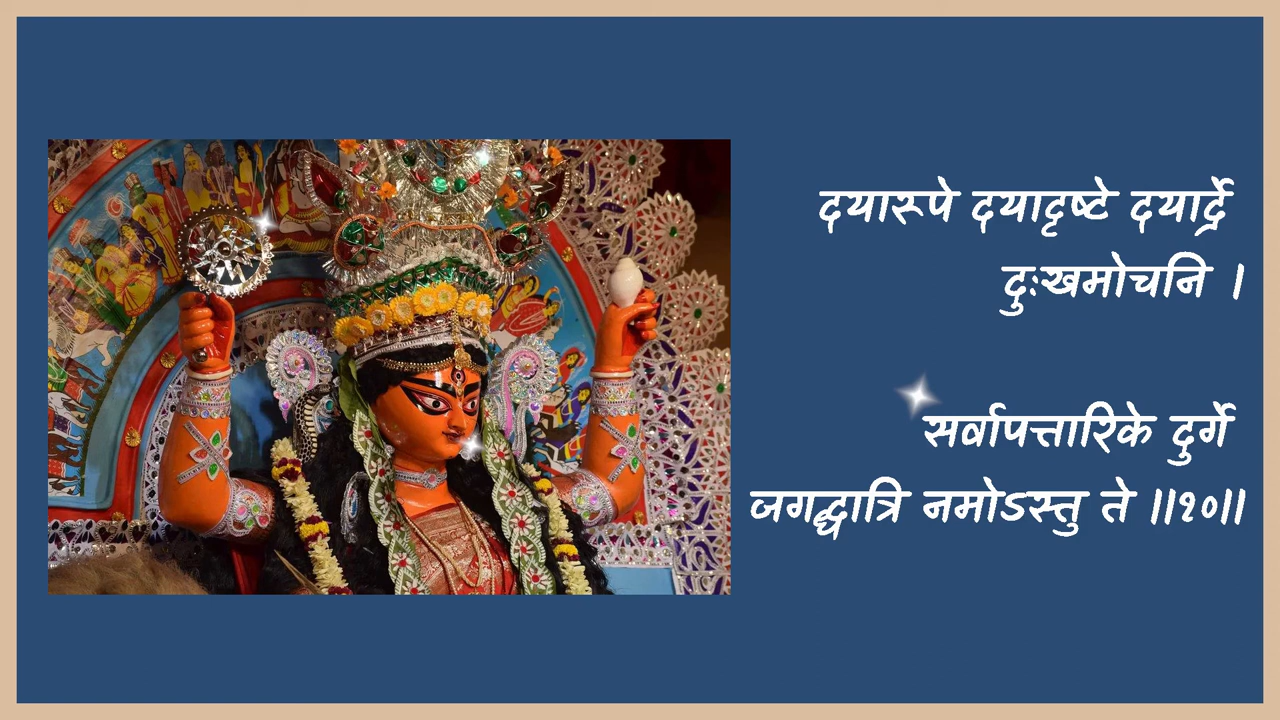 दयारूपे दयादृष्टे दयार्द्रे
दुःखमोचनि ।
सर्वापत्तारिके दुर्गे
जगद्धात्रि नमोऽस्तु ते ॥१०॥